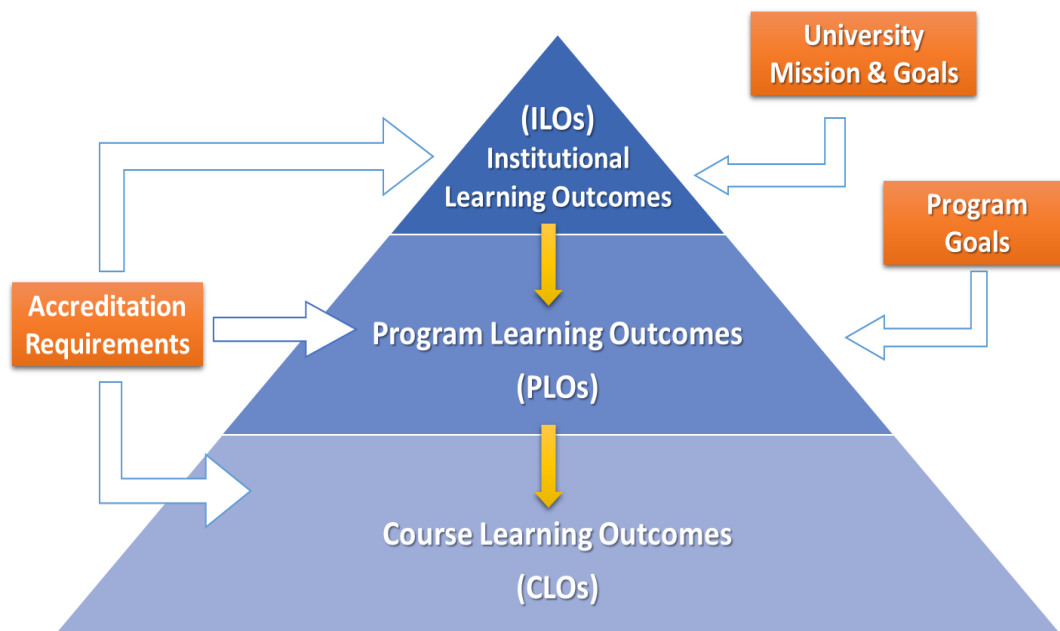 University
Mission & Goals
(ILOs)
Institutional
Learning Outcomes
Program
Goals
Accreditation
Requirements
Program Learning Outcomes
(PLOs)
Course Learning Outcomes
(CLOs)